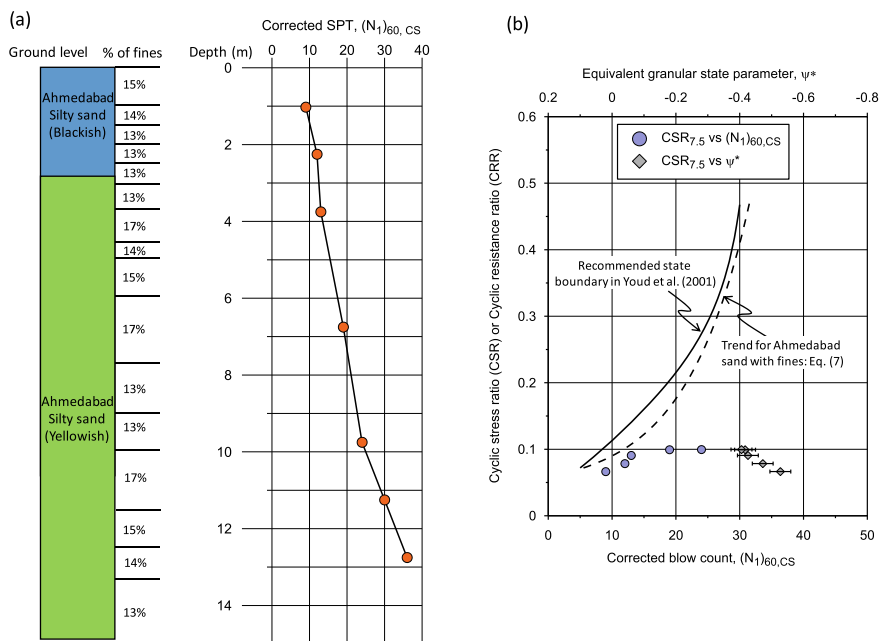 (a)
Corrected SPT, (N1)60, CS
Ground level
% of fines
Depth (m)
0 10 20 30 40
0
2
4
6
8
10
12
14
Ahmedabad
Silty sand
(Blackish)
Ahmedabad
Silty sand
(Yellowish)
15%
14%
13%
13%
13%
13%
17%
14%
15%
17%
13%
13%
17%
15%
14%
13%
(b)
Equivalent granular state parameter, ψ*
0.2 0 -0.2 -0.4 -0.6 -0.8
0.6
0.5
0.4
0.3
0.2
0.1
0
Cyclic stress ratio (CSR) or Cyclic resistance ratio (CRR)
CSR7.5 vs (N1)60,CS
CSR7.5 vs ψ*
Recommended state
boundary in Youd et al. (2001)
Trend for Ahmedabad
sand with fines: Eq. (7)
0 10 20 30 40 50
Corrected blow count, (N1)60,CS